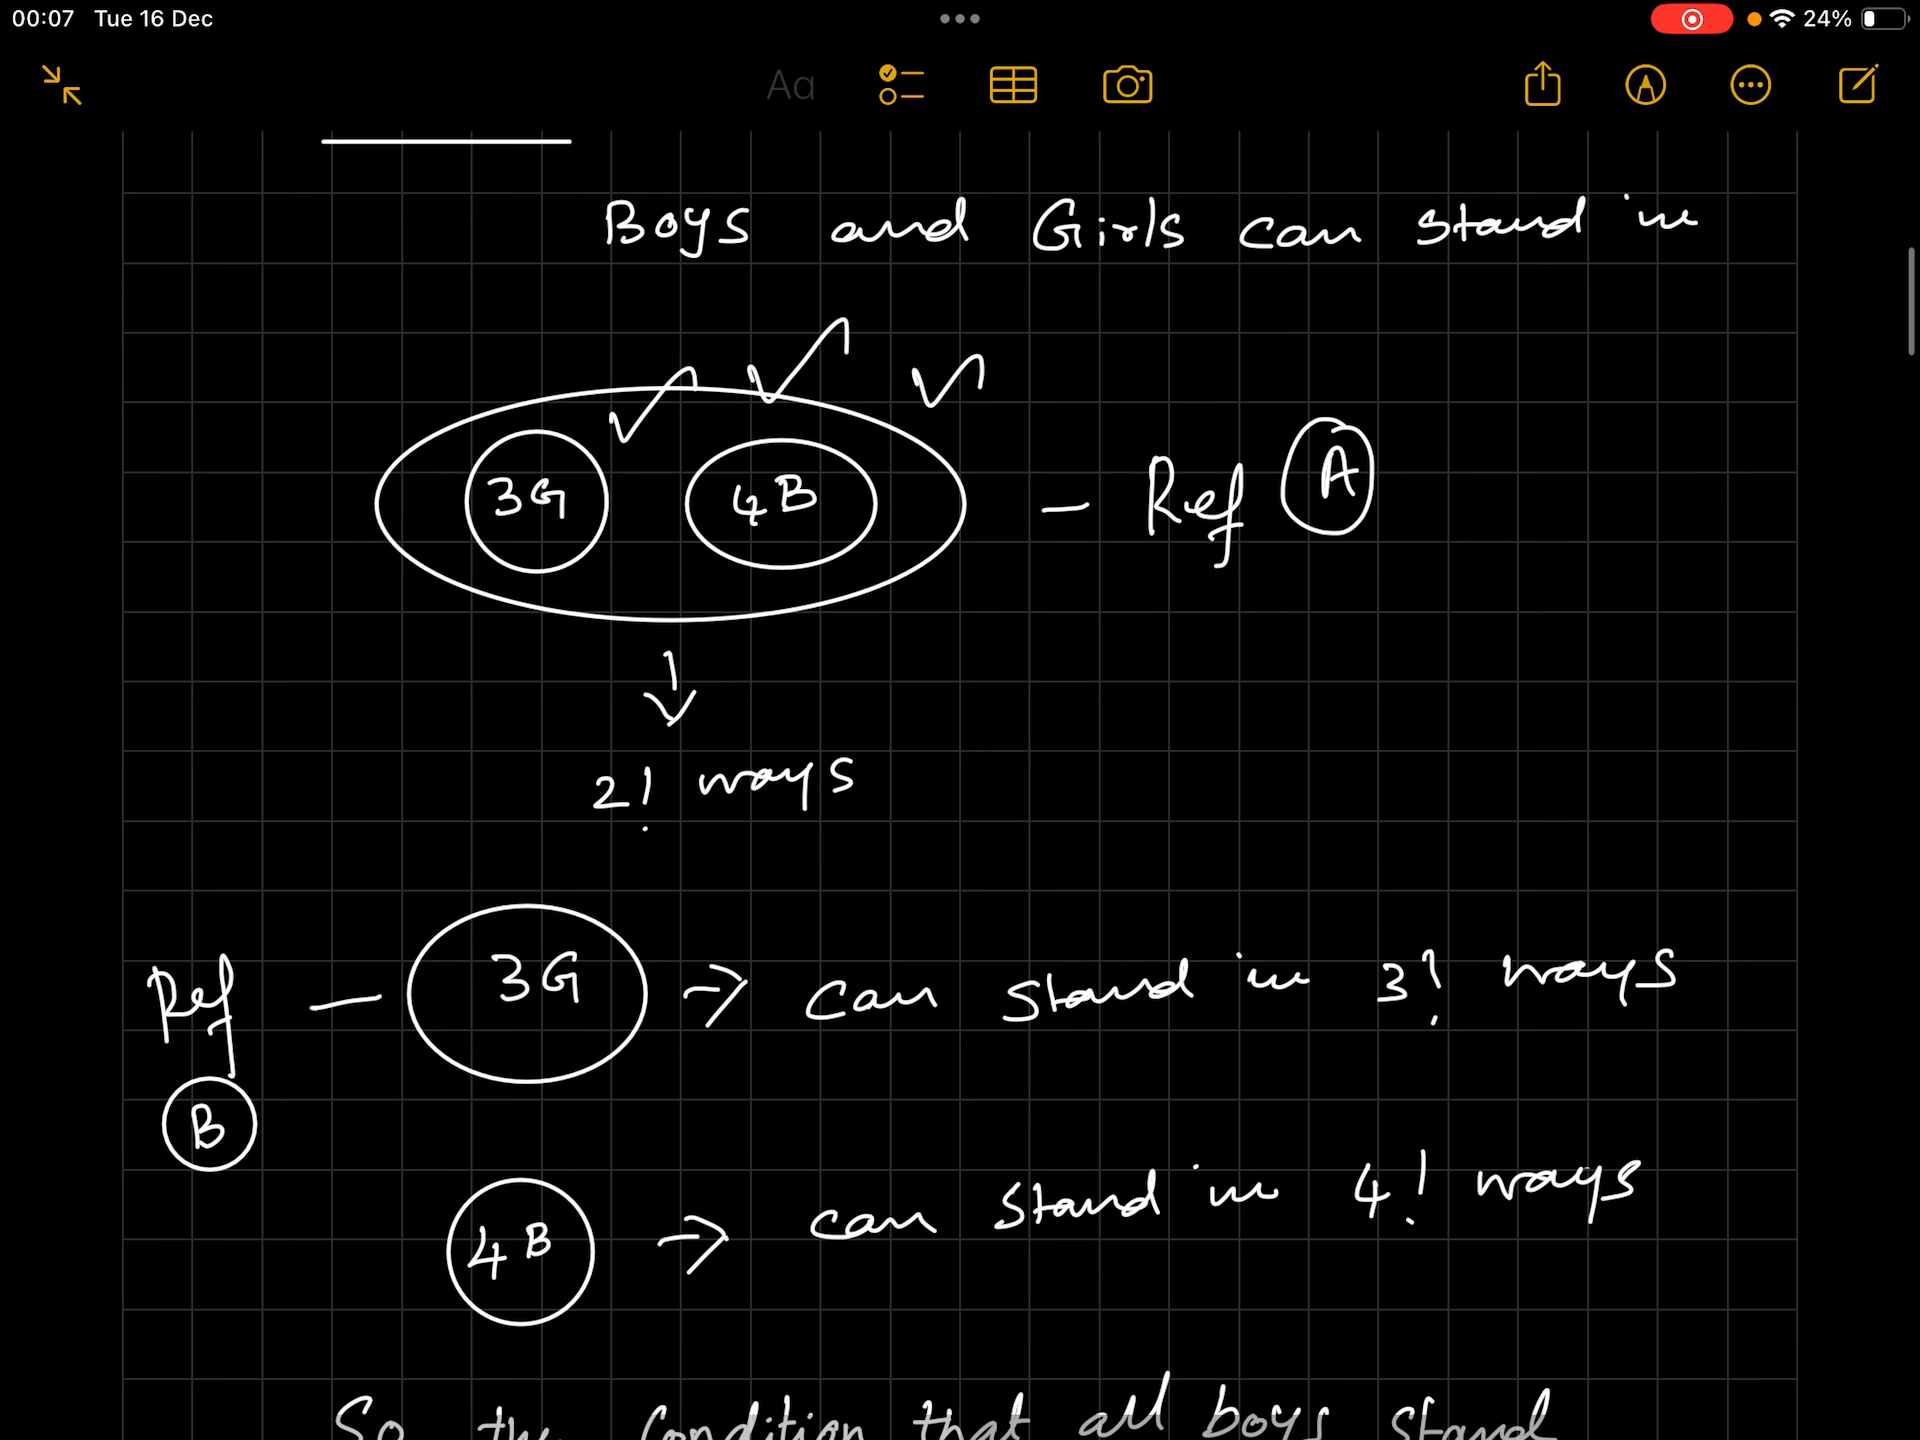 00:07 Tue 16 Dec
24%
Aa
Boys and Girls can stand in
3G 4B - Ref A
2! ways
Ref - 3G → can stand in 3! ways
B
4B → can stand in 4! ways
So the condition that all boys stand